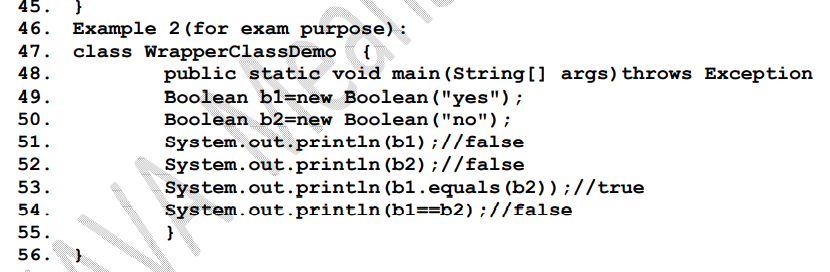 45. }
46. Example 2(for exam purpose):
47. class WrapperClassDemo {
48. public static void main(String[] args)throws Exception
49. Boolean b1=new Boolean("yes");
50. Boolean b2=new Boolean("no");
51. System.out.println(b1);//false
52. System.out.println(b2);//false
53. System.out.println(b1.equals(b2));//true
54. System.out.println(b1==b2);//false
55. }
56. }